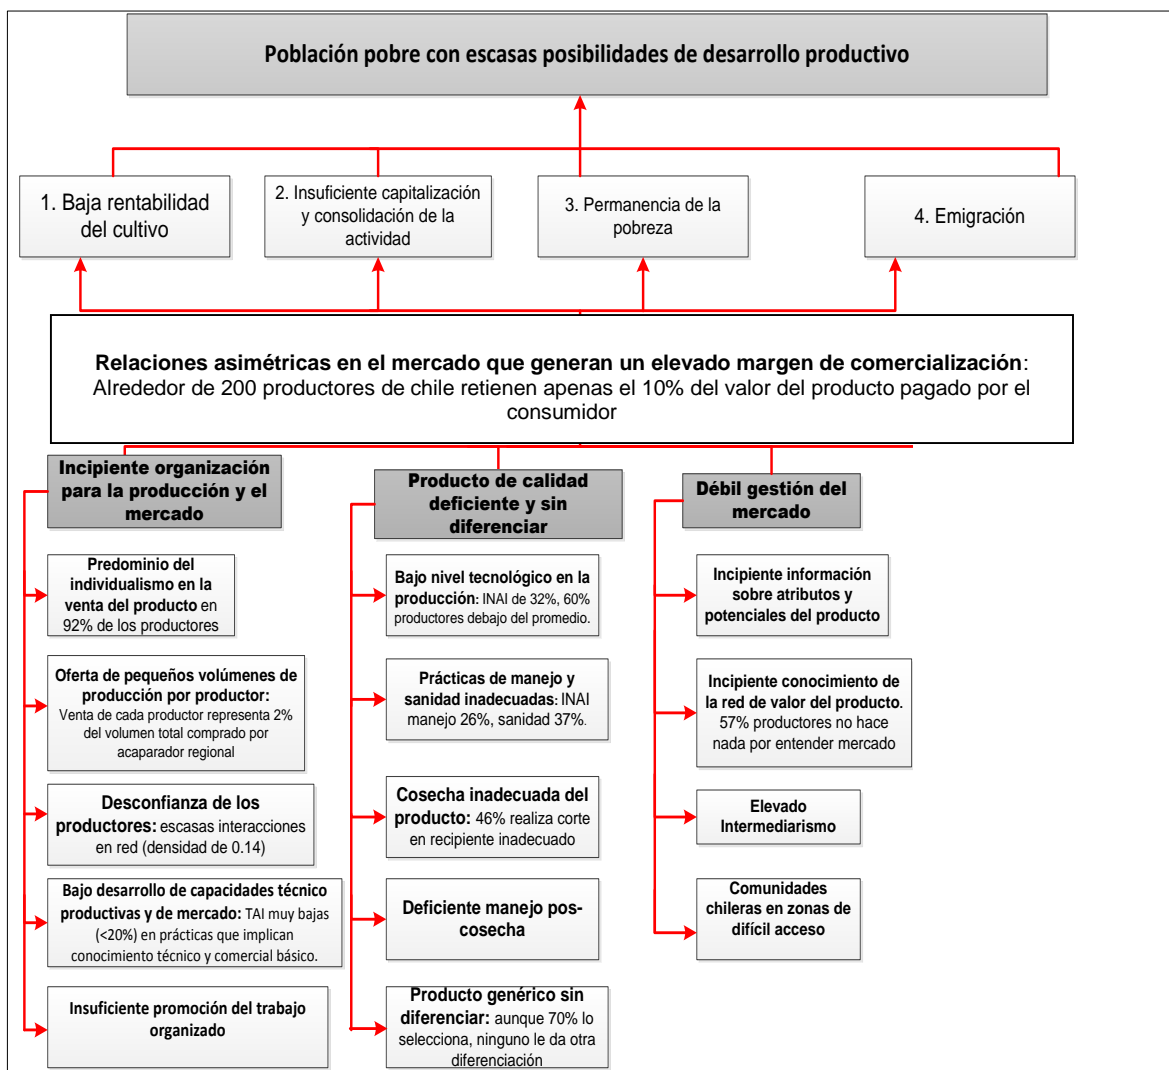 Población pobre con escasas posibilidades de desarrollo productivo
1. Baja rentabilidad
del cultivo
2. Insuficiente capitalización
y consolidación de la
actividad
3. Permanencia de la
pobreza
4. Emigración
Relaciones asimétricas en el mercado que generan un elevado margen de comercialización:
Alrededor de 200 productores de chile retienen apenas el 10% del valor del producto pagado por el
consumidor
Incipiente organización
para la producción y el
mercado
Predominio del
individualismo en la
venta del producto en
92% de los productores
Oferta de pequeños volúmenes de
producción por productor:
Venta de cada productor representa 2%
del volumen total comprado por
acaparador regional
Desconfianza de los
productores: escasas interacciones
en red (densidad de 0.14)
Bajo desarrollo de capacidades técnico
productivas y de mercado: TAI muy bajas
(<20%) en prácticas que implican
conocimiento técnico y comercial básico.
Insuficiente promoción del trabajo
organizado
Producto de calidad
deficiente y sin
diferenciar
Bajo nivel tecnológico en la
producción: INAI de 32%, 60%
productores debajo del promedio.
Prácticas de manejo y
sanidad inadecuadas: INAI
manejo 26%, sanidad 37%.
Cosecha inadecuada del
producto: 46% realiza corte
en recipiente inadecuado
Deficiente manejo pos-
cosecha
Producto genérico sin
diferenciar: aunque 70% lo
selecciona, ninguno le da otra
diferenciación
Débil gestión del
mercado
Incipiente información
sobre atributos y
potenciales del producto
Incipiente conocimiento de
la red de valor del producto.
57% productores no hace
nada por entender mercado
Elevado
Intermediarismo
Comunidades
chileras en zonas de
difícil acceso